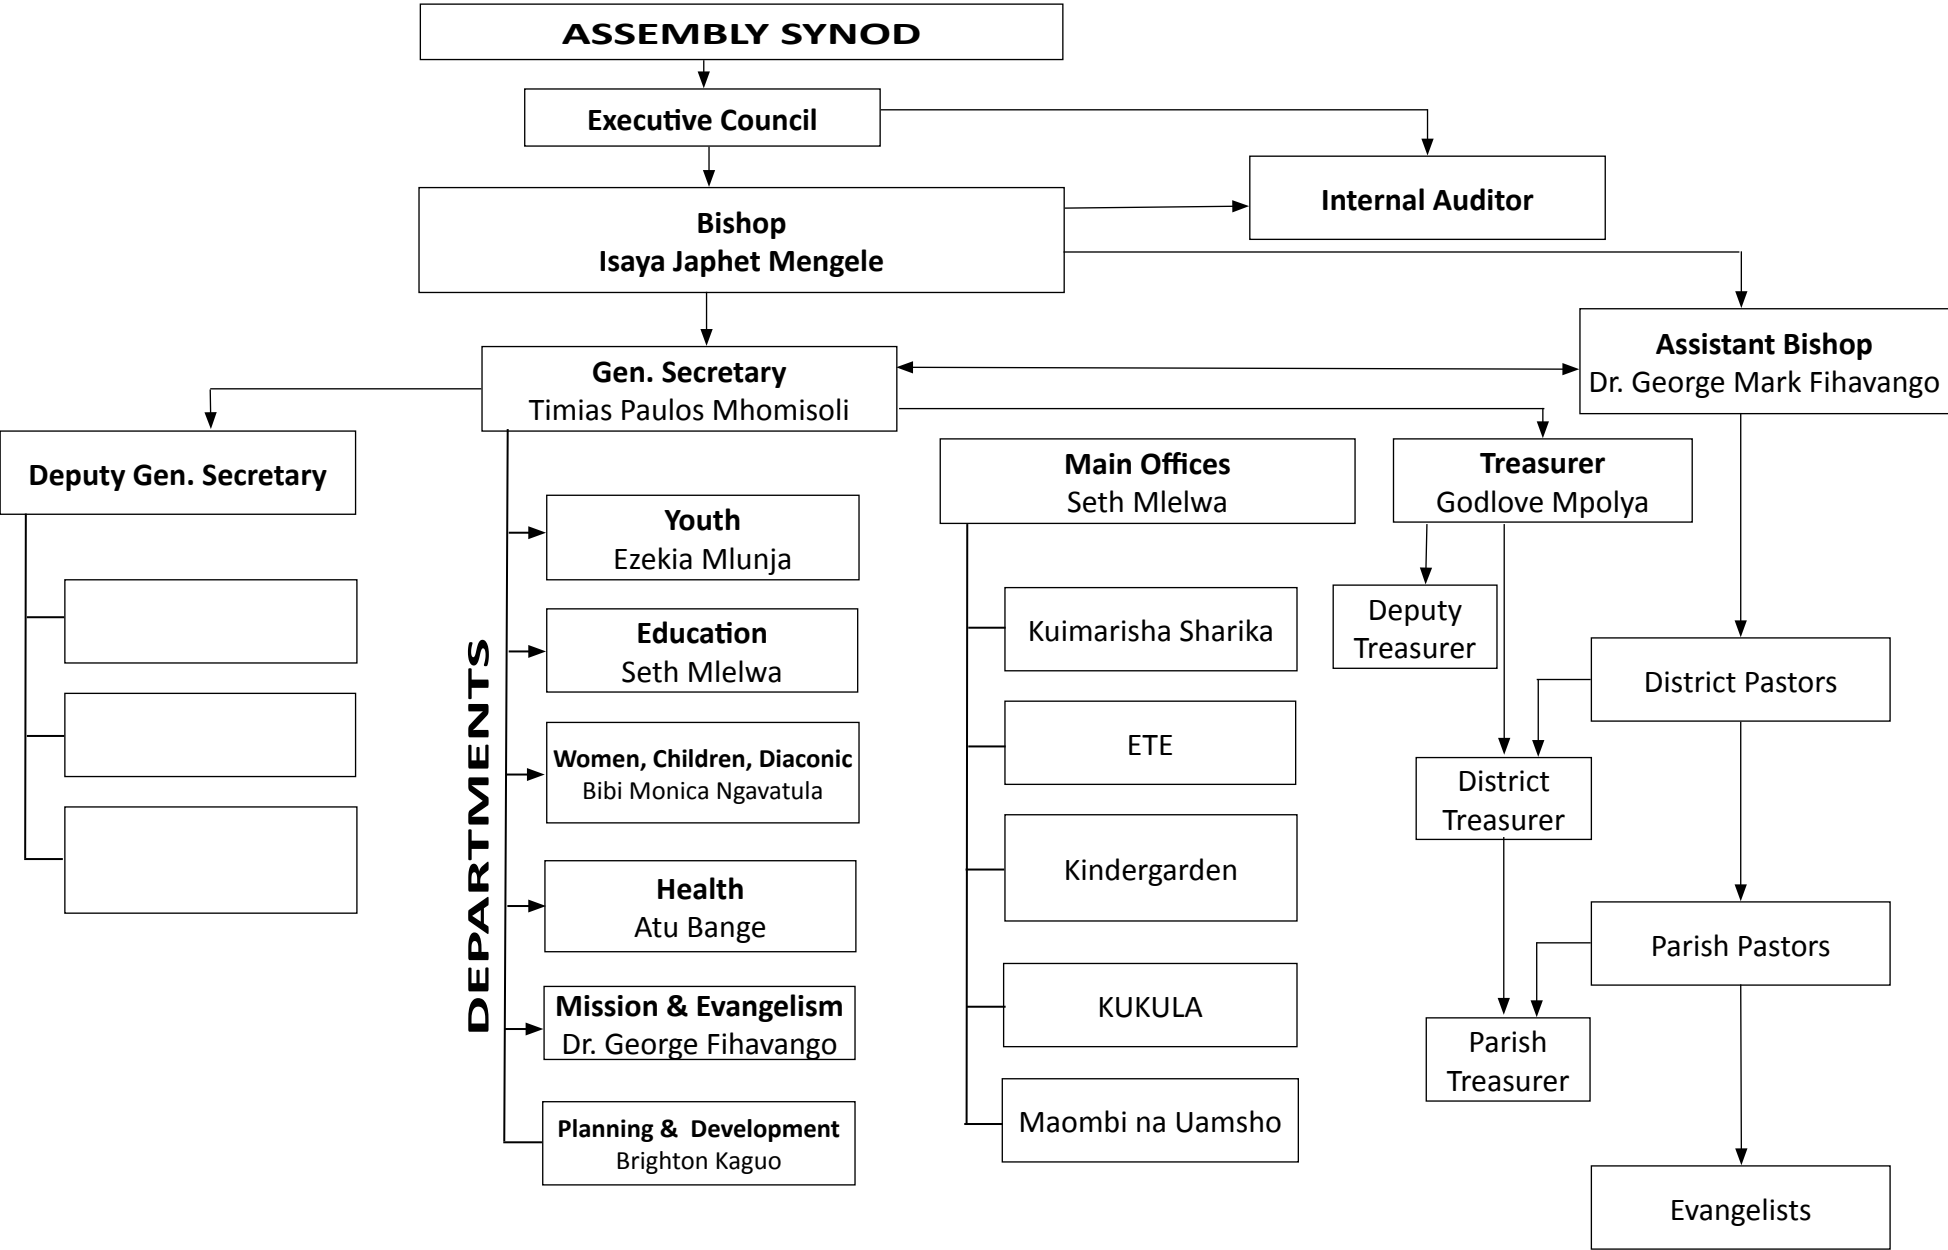 ASSEMBLY SYNOD
Executive Council
Internal Auditor
Bishop
Isaya Japhet Mengele
Assistant Bishop
Dr. George Mark Fihavango
Gen. Secretary
Timias Paulos Mhomisoli
Deputy Gen. Secretary
Main Offices
Seth Mlelwa
Treasurer
Godlove Mpolya
DEPARTMENTS
Youth
Ezekia Mlunja
Education
Seth Mlelwa
Women, Children, Diaconic
Bibi Monica Ngavatula
Health
Atu Bange
Mission & Evangelism
Dr. George Fihavango
Planning &  Development
Brighton Kaguo
Kuimarisha Sharika
ETE
Kindergarden
KUKULA
Maombi na Uamsho
Deputy
Treasurer
District
Treasurer
Parish
Treasurer
District Pastors
Parish Pastors
Evangelists